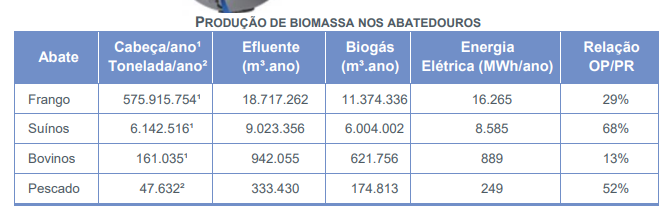 PRODUÇÃO DE BIOMASSA NOS ABATEDOUROS
Abate Cabeça/ano¹ Tonelada/ano² Efluente (m³.ano) Biogás (m³.ano) Energia Elétrica (MWh/ano) Relação OP/PR
Frango 575.915.754¹ 18.717.262 11.374.336 16.265 29%
Suínos 6.142.516¹ 9.023.356 6.004.002 8.585 68%
Bovinos 161.035¹ 942.055 621.756 889 13%
Pescado 47.632² 333.430 174.813 249 52%